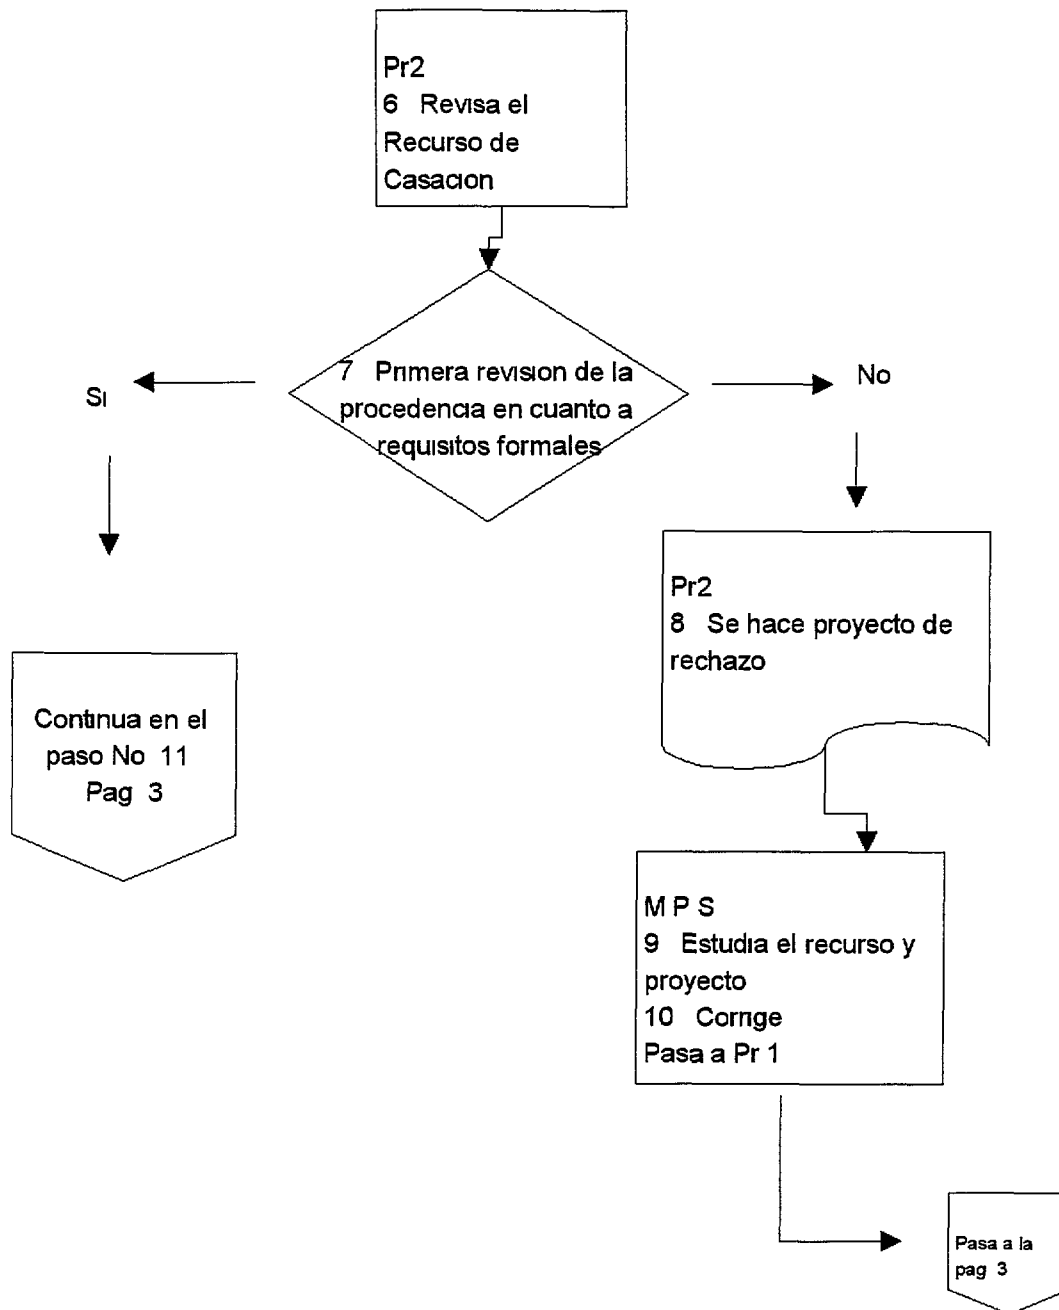 Pr2
6 Revisa el
Recurso de
Casacion
7 Primera revision de la
procedencia en cuanto a
requisitos formales
Si
No
Pr2
8 Se hace proyecto de
rechazo
Continua en el
paso No 11
Pag 3
M P S
9 Estudia el recurso y
proyecto
10 Corrige
Pasa a Pr 1
Pasa a la
pag 3